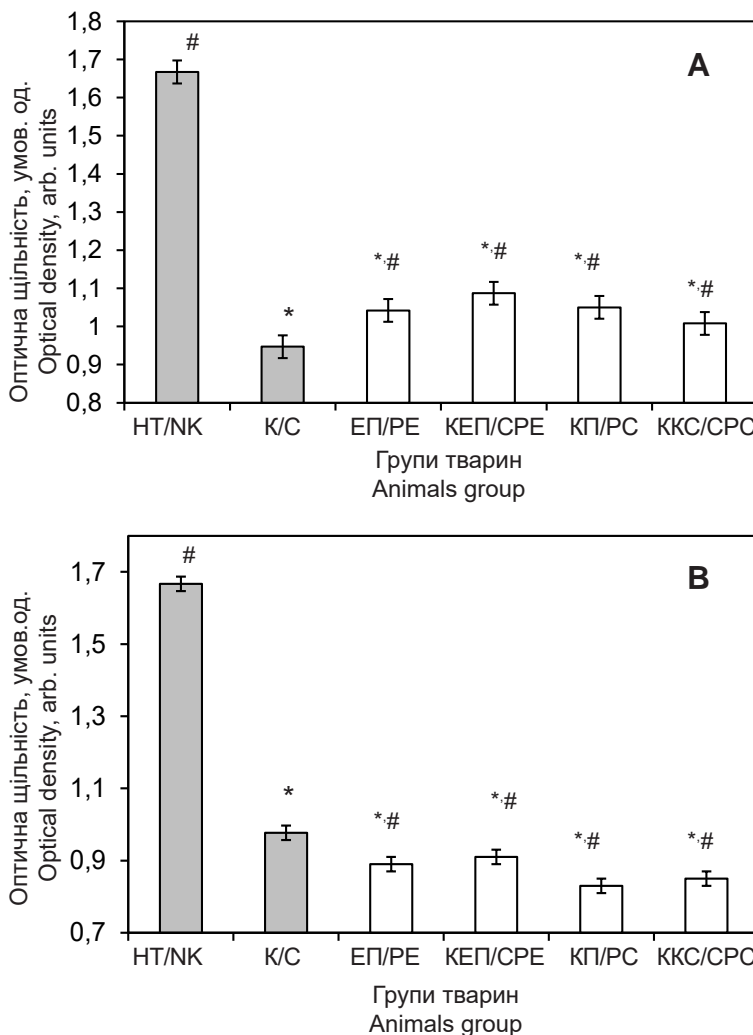 Оптична щільність, умов. од.
Optical density, arb. units
1,8
1,7
1,6
1,5
1,4
1,3
1,2
1,1
1
0,9
0,8
A
#
*
*,#
*,#
*,#
*,#
НТ/NK К/С ЕП/PE КЕП/CPE КП/PC ККС/CPC
Групи тварин
Animals group
Оптична щільність, умов.од.
Optical density, arb. units
1,7
1,5
1,3
1,1
0,9
0,7
B
#
*
*,#
*,#
*,#
*,#
НТ/NK К/С ЕП/PE КЕП/CPE КП/PC ККС/CPC
Групи тварин
Animals group